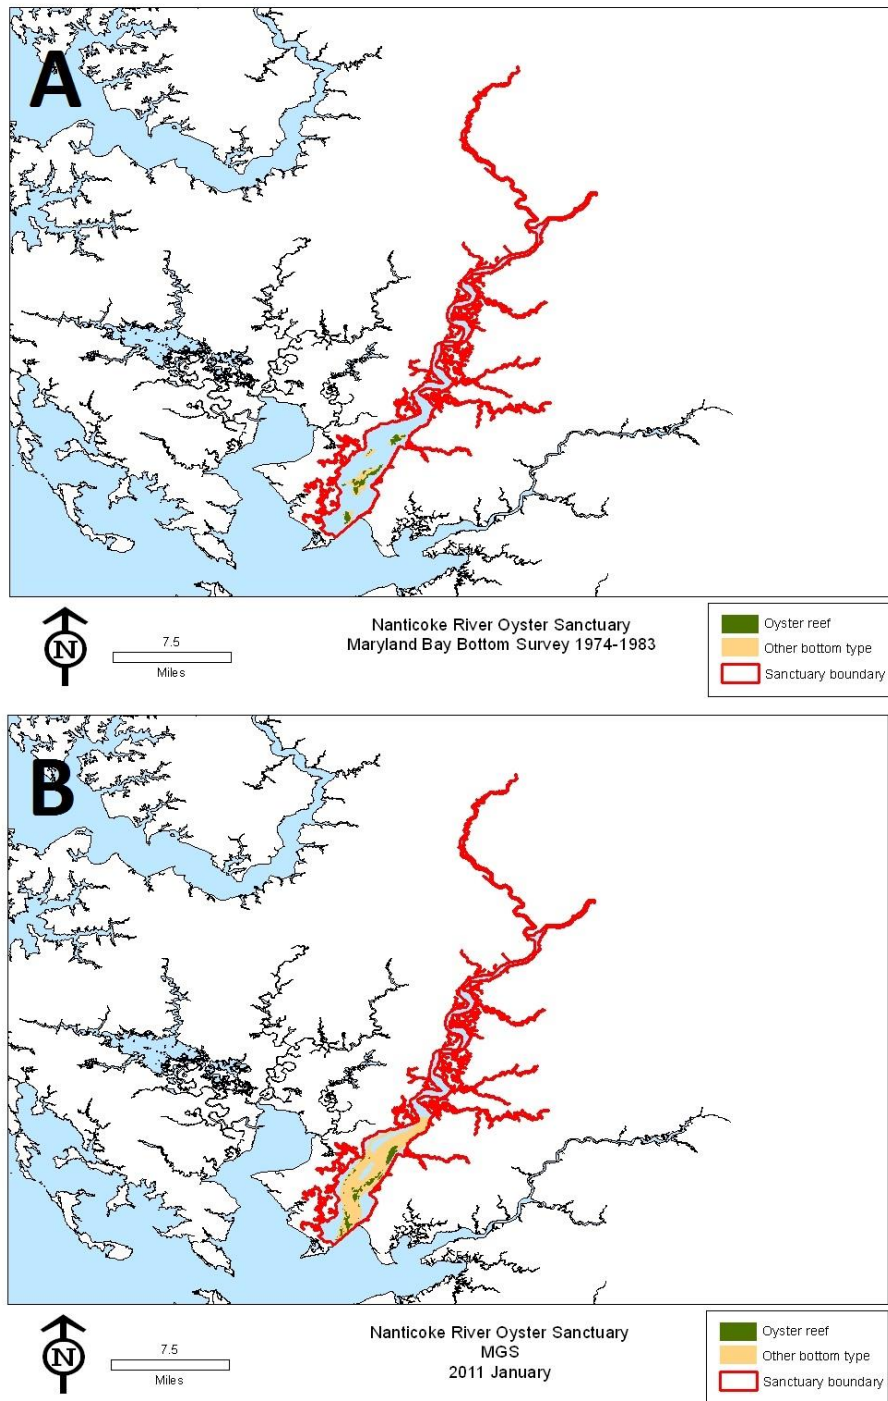 A
N
7.5
Miles
Nanticoke River Oyster Sanctuary
Maryland Bay Bottom Survey 1974-1983
Oyster reef
Other bottom type
Sanctuary boundary
B
N
7.5
Miles
Nanticoke River Oyster Sanctuary
MGS
2011 January
Oyster reef
Other bottom type
Sanctuary boundary